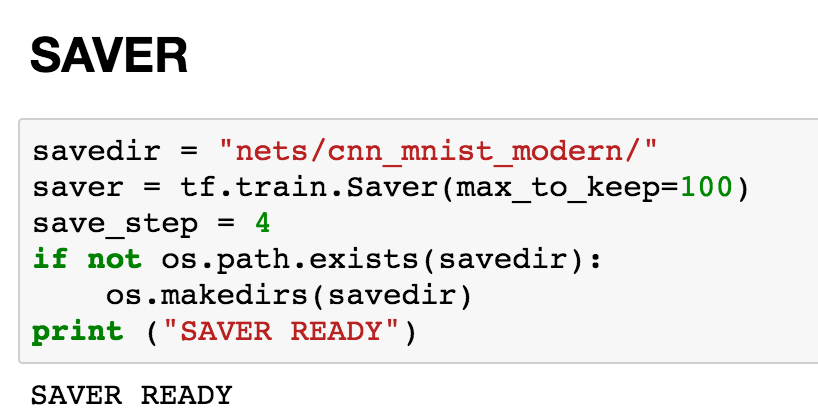 SAVER
savedir = "nets/cnn_mnist_modern/"
saver = tf.train.Saver(max_to_keep=100)
save_step = 4
if not os.path.exists(savedir):
    os.makedirs(savedir)
print ("SAVER READY")
SAVER READY